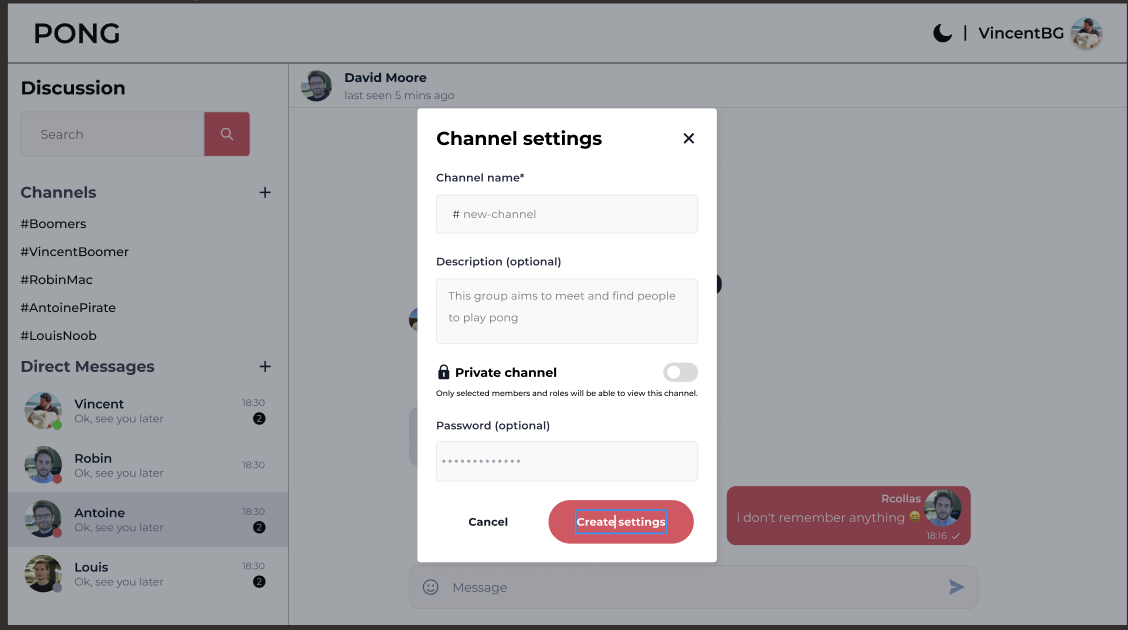 PONG
| VincentBG
Discussion
Search
Channels +
#Boomers
#VincentBoomer
#RobinMac
#AntoinePirate
#LouisNoob
Direct Messages +
Vincent 18:30
Ok, see you later 2
Robin
Ok, see you later 18:30
Antoine 18:30
Ok, see you later 2
Louis 18:30
Ok, see you later 2
David Moore
last seen 5 mins ago
Channel settings
Channel name*
# new-channel
Description (optional)
This group aims to meet and find people
to play pong
Private channel
Only selected members and roles will be able to view this channel.
Password (optional)
•••••••••••••
Cancel
Create settings
Rcollas
i don't remember anything 😅
18:16
Message